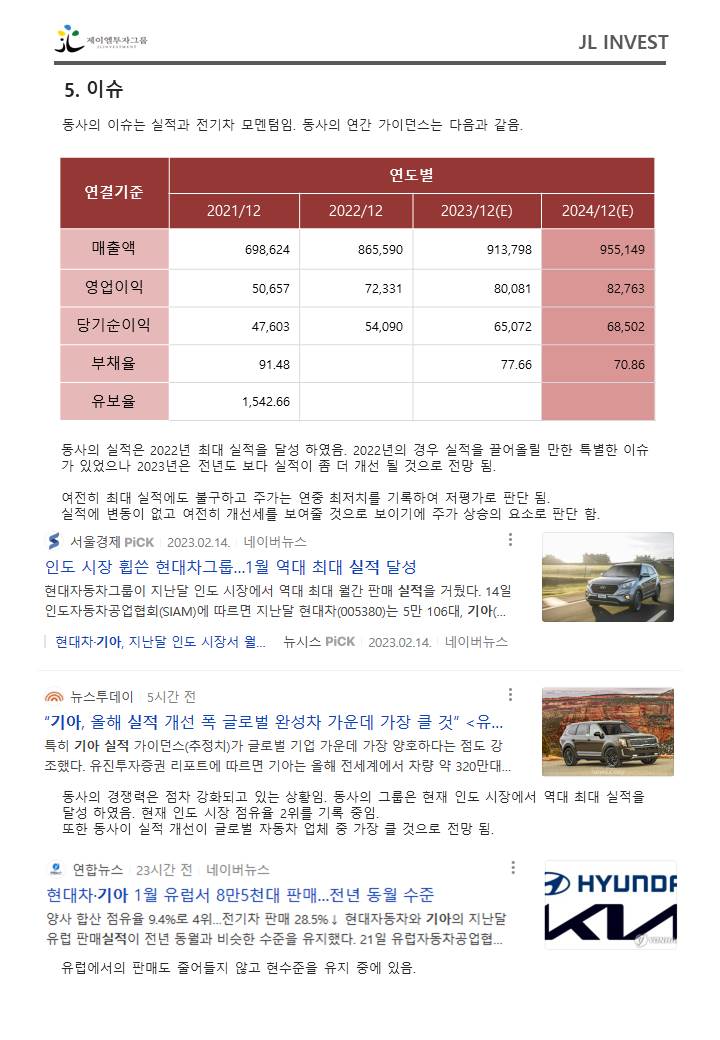 제이엘투자그룹
JLINVESTMENT
JL INVEST
5. 이슈
동사의 이슈는 실적과 전기차 모멘텀임. 동사의 연간 가이던스는 다음과 같음.
연결기준 연도별
2021/12 2022/12 2023/12(E) 2024/12(E)
매출액 698,624 865,590 913,798 955,149
영업이익 50,657 72,331 80,081 82,763
당기순이익 47,603 54,090 65,072 68,502
부채율 91.48 77.66 70.86
유보율 1,542.66
동사의 실적은 2022년 최대 실적을 달성 하였음. 2022년의 경우 실적을 끌어올릴 만한 특별한 이슈
가 있었으나 2023년은 전년도 보다 실적이 좀 더 개선 될 것으로 전망 됨.
여전히 최대 실적에도 불구하고 주가는 연중 최저치를 기록하여 저평가로 판단 됨.
실적에 변동이 없고 여전히 개선세를 보여줄 것으로 보이기에 주가 상승의 요소로 판단 함.
서울경제 PiCK 2023.02.14. 네이버뉴스
인도 시장 휩쓴 현대차그룹...1월 역대 최대 실적 달성
현대자동차그룹이 지난달 인도 시장에서 역대 최대 월간 판매 실적을 거뒀다. 14일
인도자동차공업협회(SIAM)에 따르면 지난달 현대차(005380)는 5만 106대, 기아(...
현대차·기아, 지난달 인도 시장서 월... 뉴시스 PiCK 2023.02.14. 네이버뉴스
뉴스투데이 5시간 전
“기아, 올해 실적 개선 폭 글로벌 완성차 가운데 가장 클 것” <유...
특히 기아 실적 가이던스(추정치)가 글로벌 기업 가운데 가장 양호하다는 점도 강
조했다. 유진투자증권 리포트에 따르면 기아는 올해 전세계에서 차량 약 320만대...
동사의 경쟁력은 점차 강화되고 있는 상황임. 동사의 그룹은 현재 인도 시장에서 역대 최대 실적을
달성 하였음. 현재 인도 시장 점유율 2위를 기록 중임.
또한 동사이 실적 개선이 글로벌 자동차 업체 중 가장 클 것으로 전망 됨.
연합뉴스 23시간 전 네이버뉴스
현대차·기아 1월 유럽서 8만5천대 판매...전년 동월 수준
양사 합산 점유율 9.4%로 4위...전기차 판매 28.5%↓ 현대자동차와 기아의 지난달
유럽 판매실적이 전년 동월과 비슷한 수준을 유지했다. 21일 유럽자동차공업협...
HYUNDA
KIA
YONHAP
유럽에서의 판매도 줄어들지 않고 현수준을 유지 중에 있음.